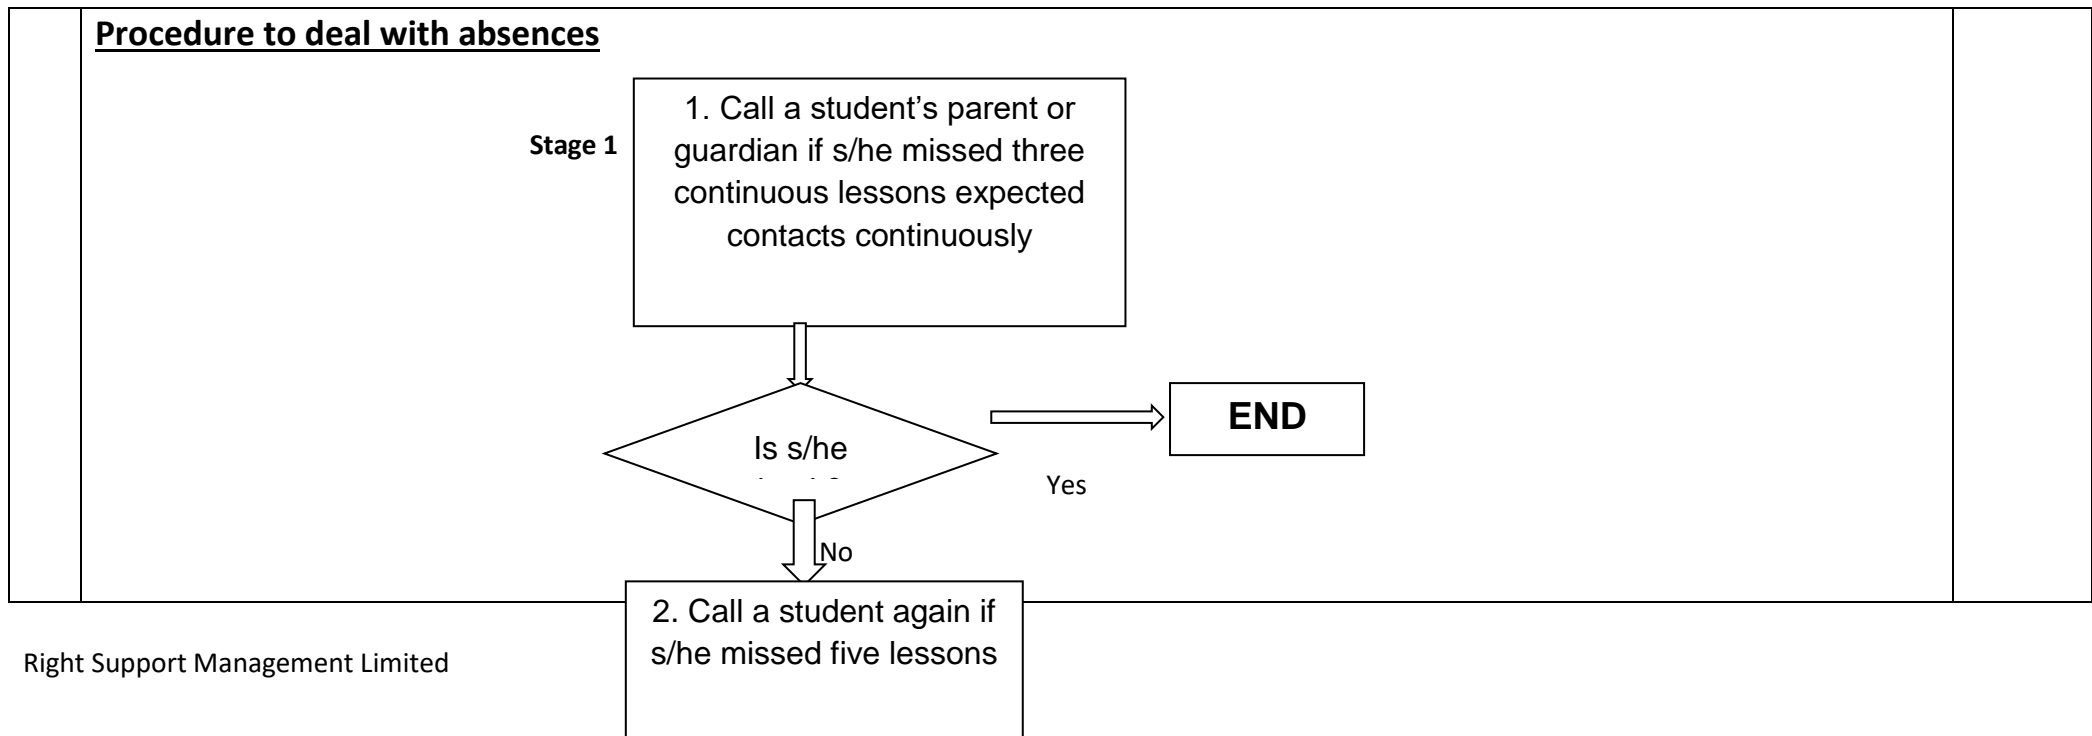 Procedure to deal with absences
Stage 1
1. Call a student’s parent or
guardian if s/he missed three
continuous lessons expected
contacts continuously
Is s/he
END
Yes
No
2. Call a student again if
s/he missed five lessons
Right Support Management Limited